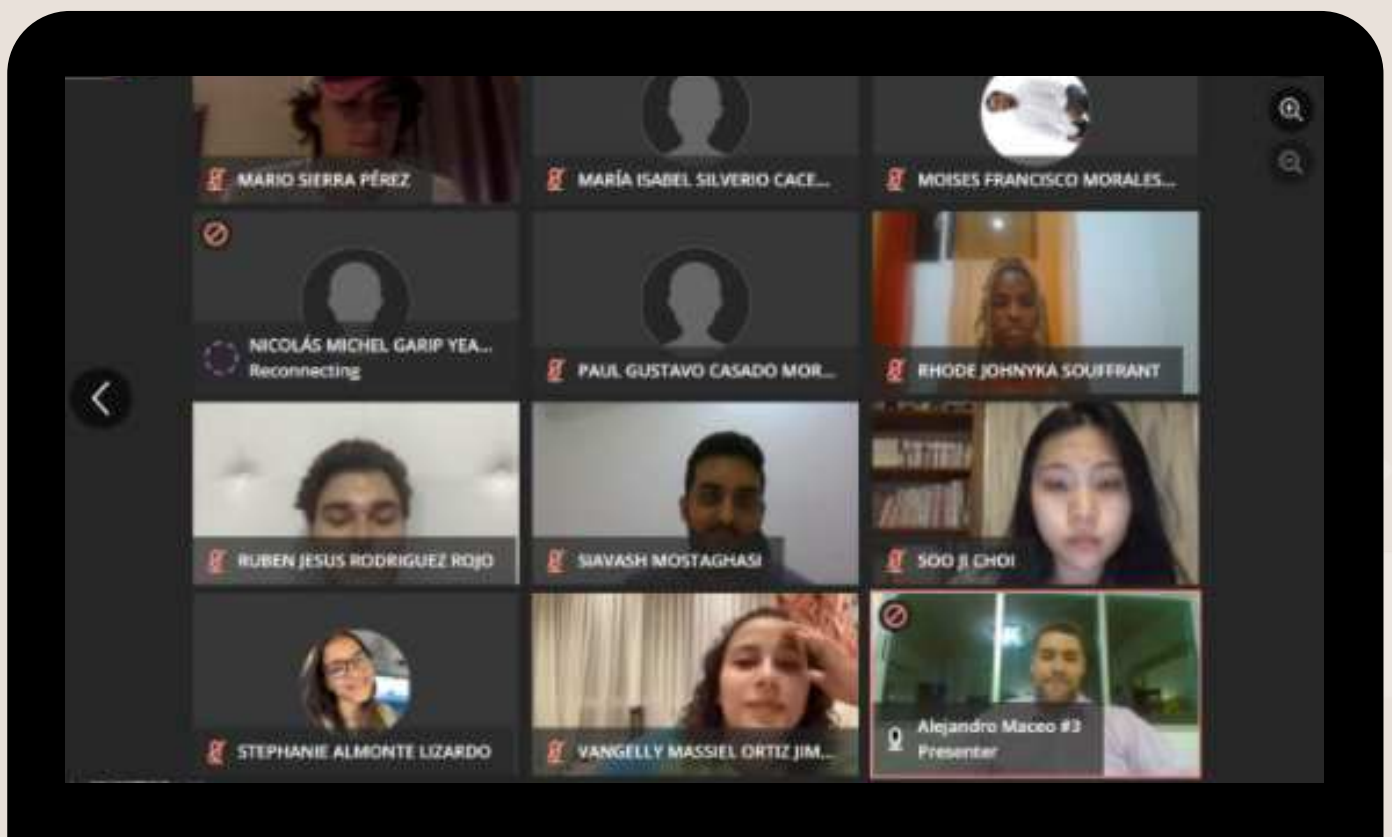 MARIO SIERRA PÉREZ
MARÍA ISABEL SILVERIO CACE...
MOISES FRANCISCO MORALES...
NICOLÁS MICHEL GARIP YEA...
Reconnecting
PAUL GUSTAVO CASADO MOR...
RHODE JOHNYKA SOUFFRANT
RUBEN JESUS RODRIGUEZ ROJO
SIAVASH MOSTAGHASI
SOO JI CHOI
STEPHANIE ALMONTE LIZARDO
VANGELLY MASSIEL ORTIZ JIM...
Alejandro Maceo #3
Presenter